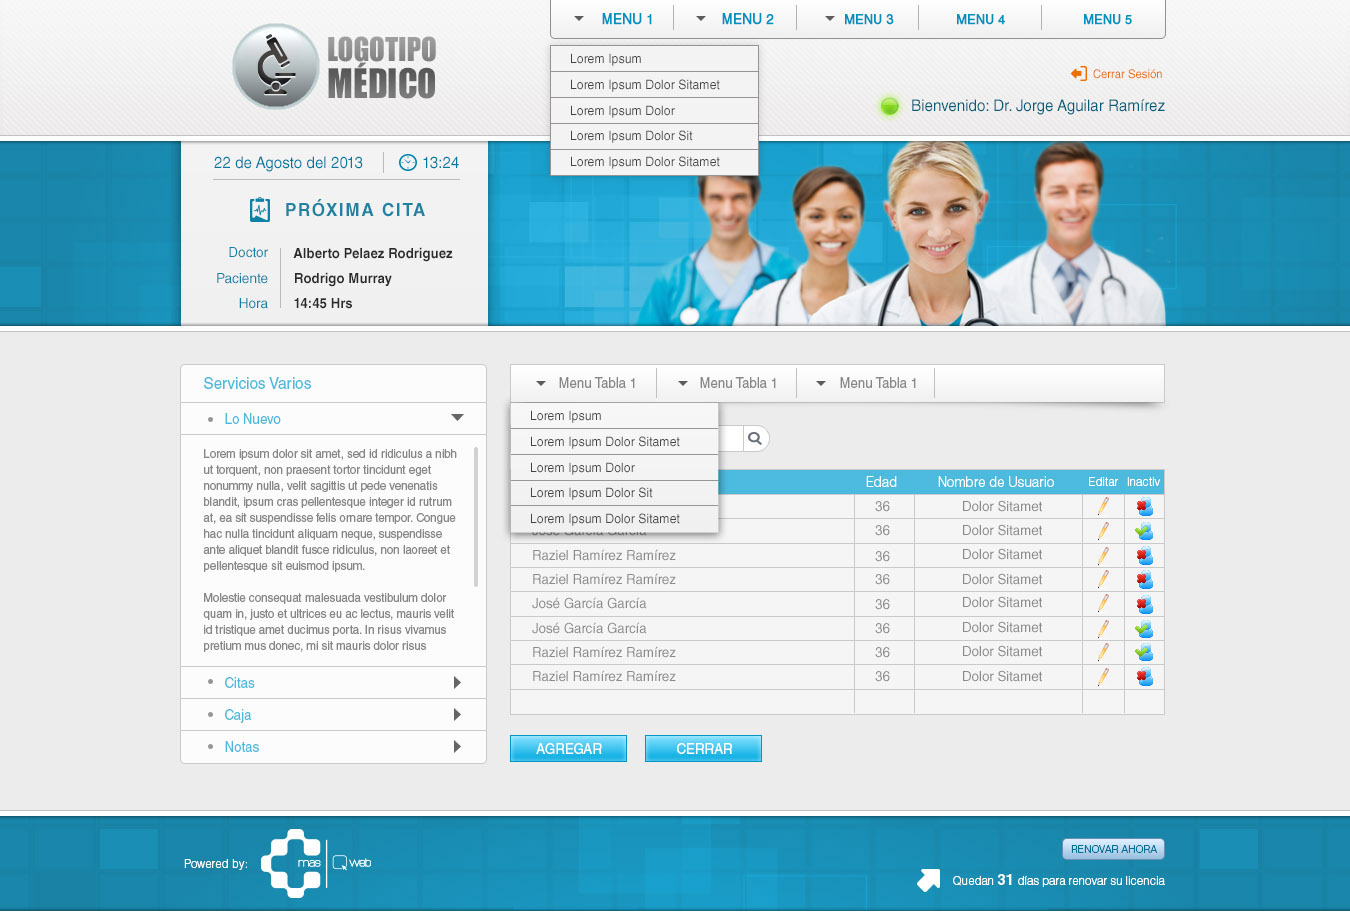 LOGOTIPO
MÉDICO
MENU 1
MENU 2
MENU 3
MENU 4
MENU 5
Lorem Ipsum
Lorem Ipsum Dolor Sitamet
Lorem Ipsum Dolor
Lorem Ipsum Dolor Sit
Lorem Ipsum Dolor Sitamet
Cerrar Sesión
Bienvenido: Dr. Jorge Aguilar Ramírez
22 de Agosto del 2013
13:24
PRÓXIMA CITA
Doctor Alberto Pelaez Rodriguez
Paciente Rodrigo Murray
Hora 14:45 Hrs
Servicios Varios
Lo Nuevo
Lorem ipsum dolor sit amet, sed id ridiculus a nibh
ut torquent, non praesent tortor tincidunt eget
nonummy nulla, velit sagittis ut pede venenatis
blandit, ipsum cras pellentesque integer id rutrum
at, ea sit suspendisse felis ornare tempor. Congue
hac nulla tincidunt aliquam neque, suspendisse
ante aliquet blandit fusce ridiculus, non laoreet et
pellentesque sit euismod ipsum.
Molestie consequat malesuada vestibulum dolor
quam in, justo et ultrices eu ac lectus, mauris velit
id tristique amet ducimus porta. In risus vivamus
pretium mus donec, mi sit mauris dolor risus
Citas
Caja
Notas
Menu Tabla 1
Menu Tabla 1
Menu Tabla 1
Lorem Ipsum
Lorem Ipsum Dolor Sitamet
Lorem Ipsum Dolor
Lorem Ipsum Dolor Sit
Lorem Ipsum Dolor Sitamet
Edad Nombre de Usuario Editar Inactiv
36 Dolor Sitamet
José García García 36 Dolor Sitamet
Raziel Ramírez Ramírez 36 Dolor Sitamet
Raziel Ramírez Ramírez 36 Dolor Sitamet
José García García 36 Dolor Sitamet
José García García 36 Dolor Sitamet
Raziel Ramírez Ramírez 36 Dolor Sitamet
Raziel Ramírez Ramírez 36 Dolor Sitamet
AGREGAR
CERRAR
Powered by:
mas
web
RENOVAR AHORA
Quedan 31 días para renovar su licencia